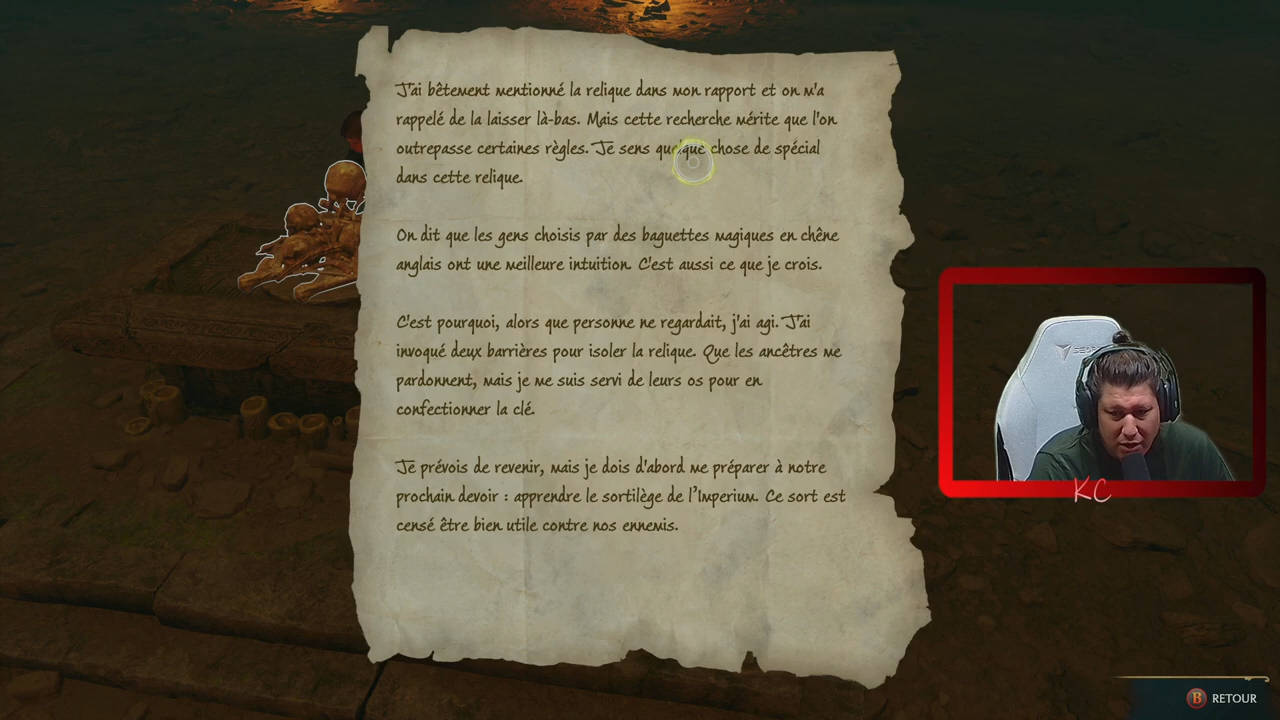 J'ai bêtement mentionné la relique dans mon rapport et on m'a
rappelé de la laisser là-bas. Mais cette recherche mérite que l'on
outrepasse certaines règles. Je sens quelque chose de spécial
dans cette relique.
On dit que les gens choisis par des baguettes magiques en chêne
anglais ont une meilleure intuition. C'est aussi ce que je crois.
C'est pourquoi, alors que personne ne regardait, j'ai agi. J'ai
invoqué deux barrières pour isoler la relique. Que les ancêtres me
pardonnent, mais je me suis servi de leurs os pour en
confectionner la clé.
Je prévois de revenir, mais je dois d'abord me préparer à notre
prochain devoir : apprendre le sortilège de l'Imperium. Ce sort est
censé être bien utile contre nos ennemis.
KC
B RETOUR